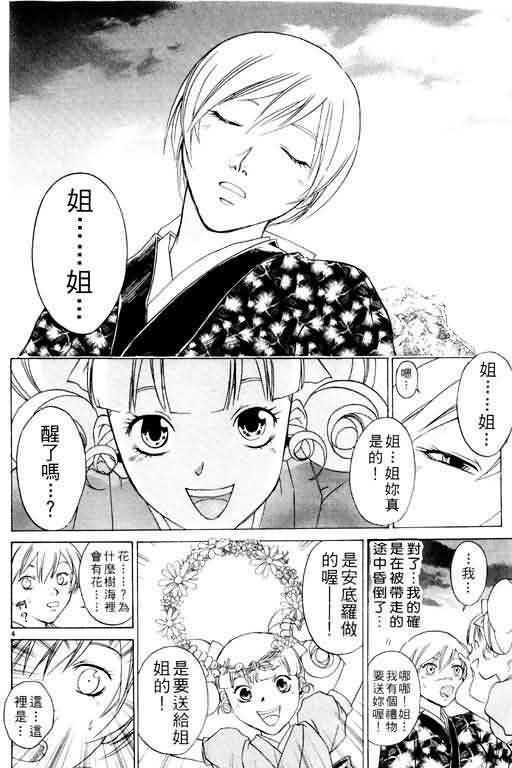 姐……姐…
姐…姐
嗯…
姐…姐妳真
是的！
醒了嗎…？
對了…我的確
是在被帶走的
途中昏倒了…
哪哪！姐…
我有個禮物
要送妳喔！
是安底羅做
的喔——！
是要送給姐
姐的！
花……？為
什麼樹海裡
會有花…
啊？
這…這
裡是…
4